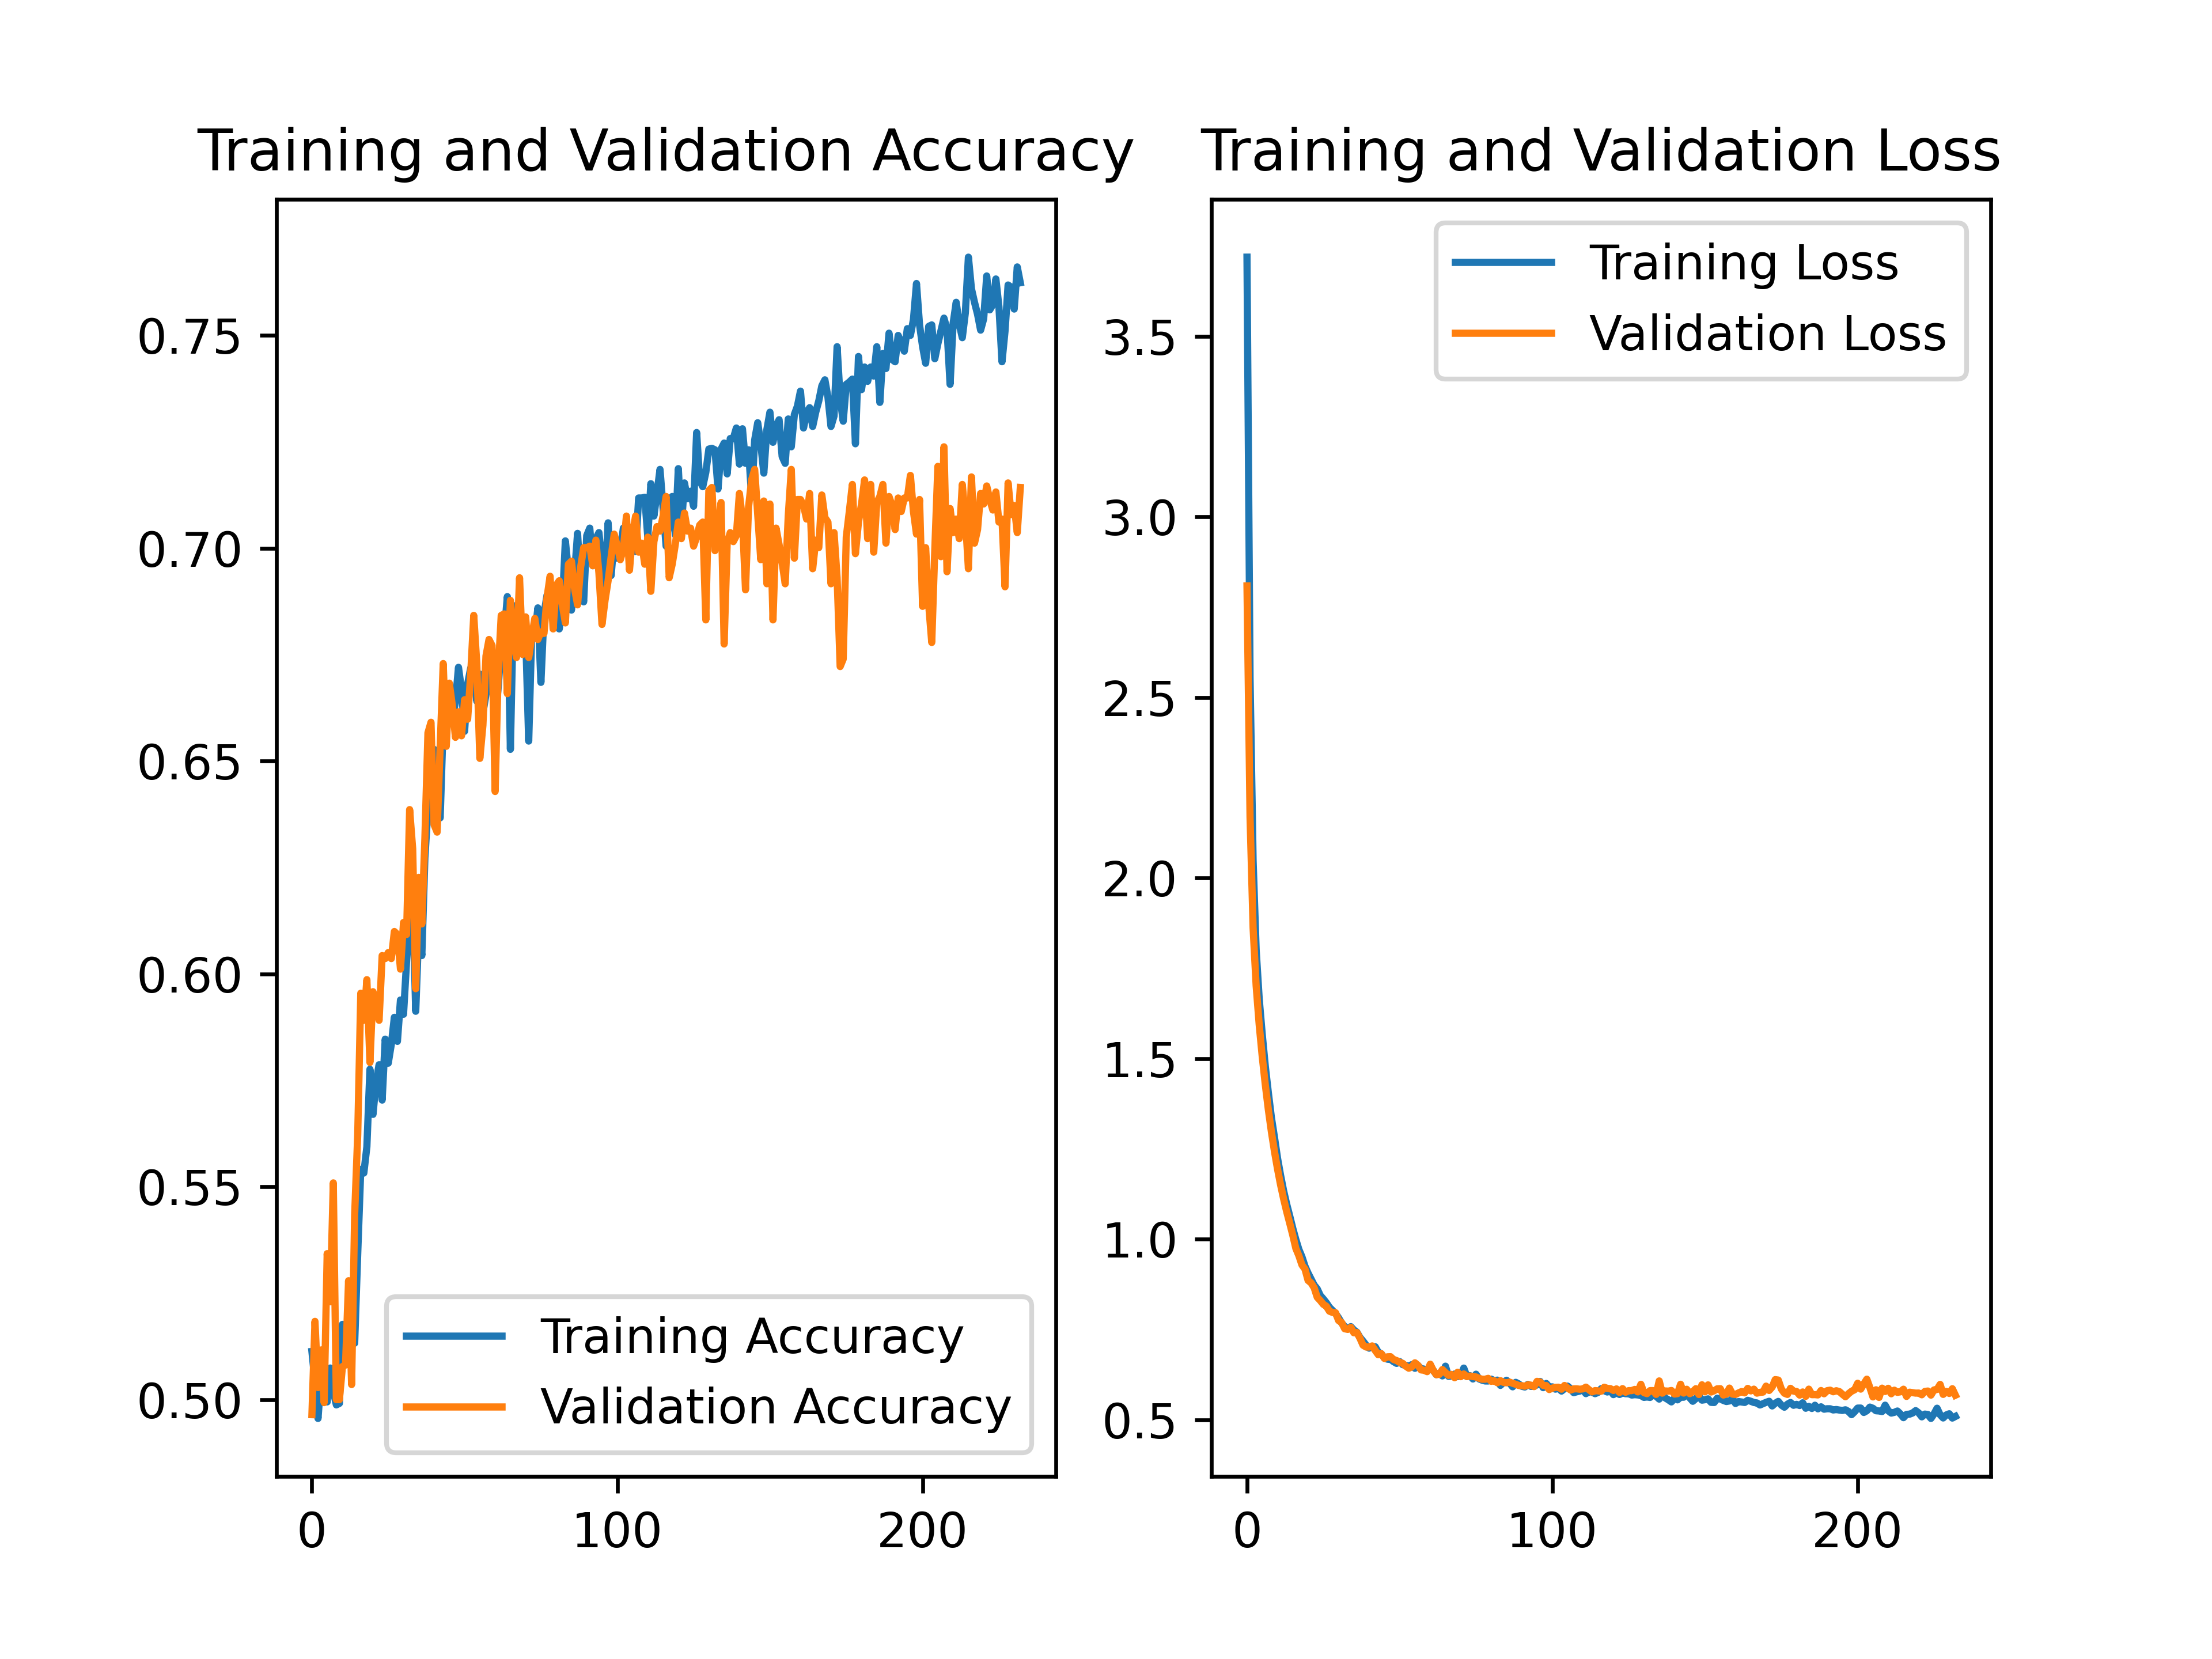 Training and Validation Accuracy
0.75
0.70
0.65
0.60
0.55
0.50
Training Accuracy
Validation Accuracy
0 100 200
Training and Validation Loss
Training Loss
Validation Loss
3.5
3.0
2.5
2.0
1.5
1.0
0.5
0 100 200